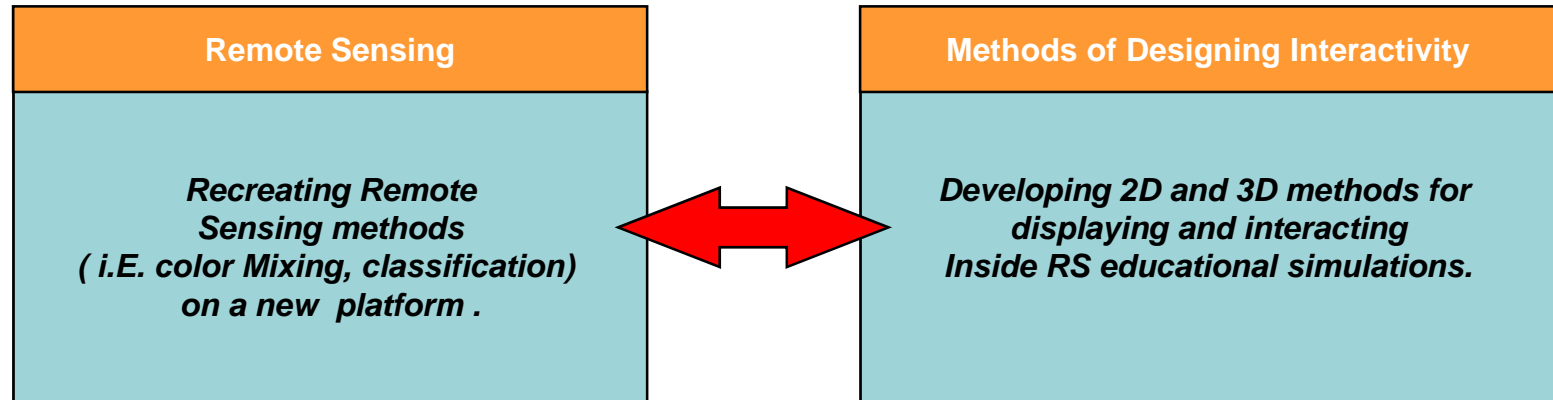 Remote Sensing
Recreating Remote
Sensing methods
( i.E. color Mixing, classification)
on a new platform .
Methods of Designing Interactivity
Developing 2D and 3D methods for
displaying and interacting
Inside RS educational simulations.